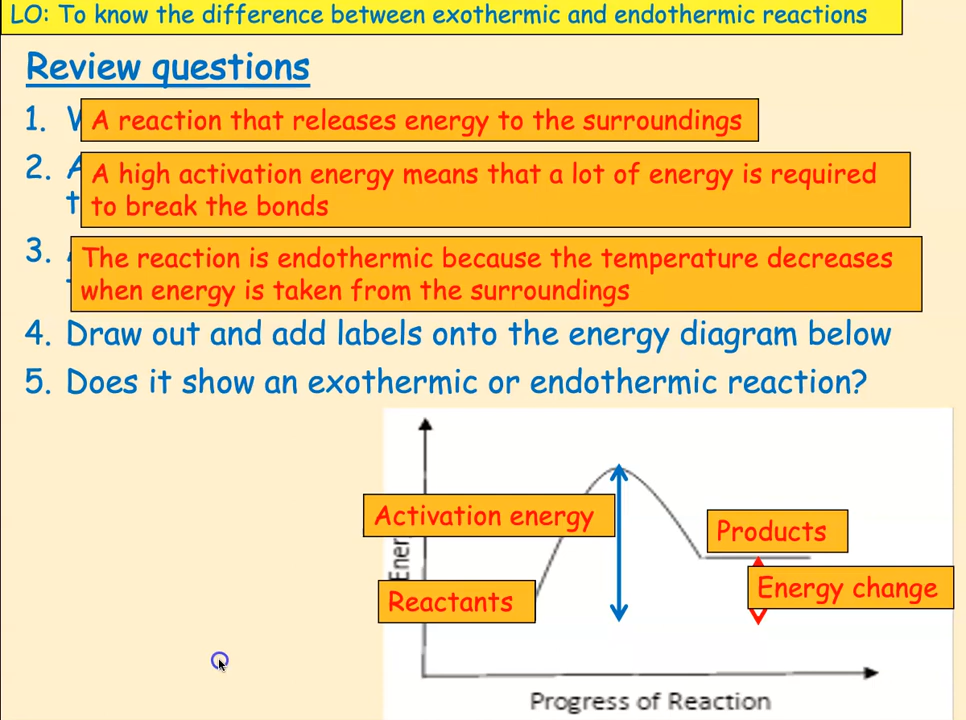 LO: To know the difference between exothermic and endothermic reactions
Review questions
1. W
A reaction that releases energy to the surroundings
2. A
t
A high activation energy means that a lot of energy is required
to break the bonds
3.
The reaction is endothermic because the temperature decreases
when energy is taken from the surroundings
4. Draw out and add labels onto the energy diagram below
5. Does it show an exothermic or endothermic reaction?
Activation energy
Products
Ener
Energy change
Reactants
Progress of Reaction